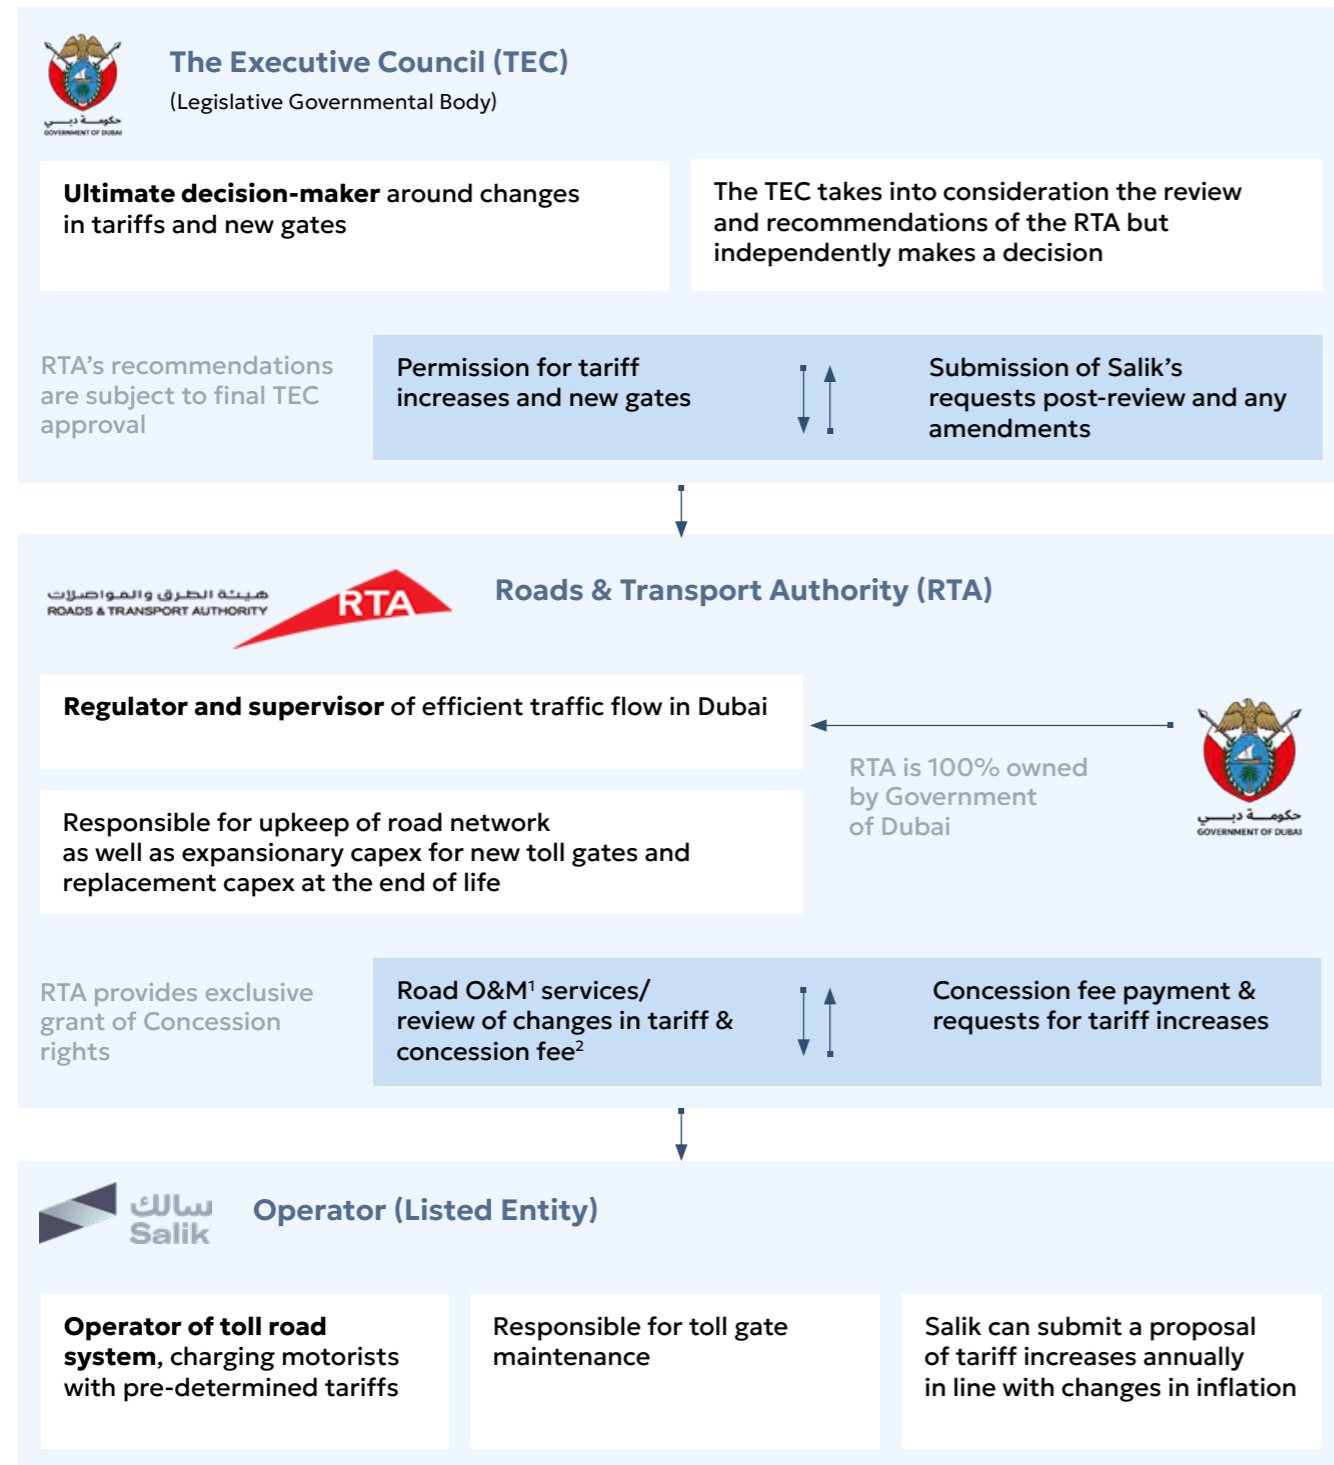 The Executive Council (TEC)
(Legislative Governmental Body)
حكومة دبي
GOVERNMENT OF DUBAI
Ultimate decision-maker around changes
in tariffs and new gates
The TEC takes into consideration the review
and recommendations of the RTA but
independently makes a decision
RTA’s recommendations
are subject to final TEC
approval
Permission for tariff
increases and new gates
Submission of Salik’s
requests post-review and any
amendments
هيئة الطرق والمواصلات
ROADS & TRANSPORT AUTHORITY
RTA
Roads & Transport Authority (RTA)
Regulator and supervisor of efficient traffic flow in Dubai
RTA is 100% owned
by Government
of Dubai
حكومة دبي
GOVERNMENT OF DUBAI
Responsible for upkeep of road network
as well as expansionary capex for new toll gates and
replacement capex at the end of life
RTA provides exclusive
grant of Concession
rights
Road O&M¹ services/
review of changes in tariff &
concession fee²
Concession fee payment &
requests for tariff increases
سالك
Salik
Operator (Listed Entity)
Operator of toll road
system, charging motorists
with pre-determined tariffs
Responsible for toll gate
maintenance
Salik can submit a proposal
of tariff increases annually
in line with changes in inflation